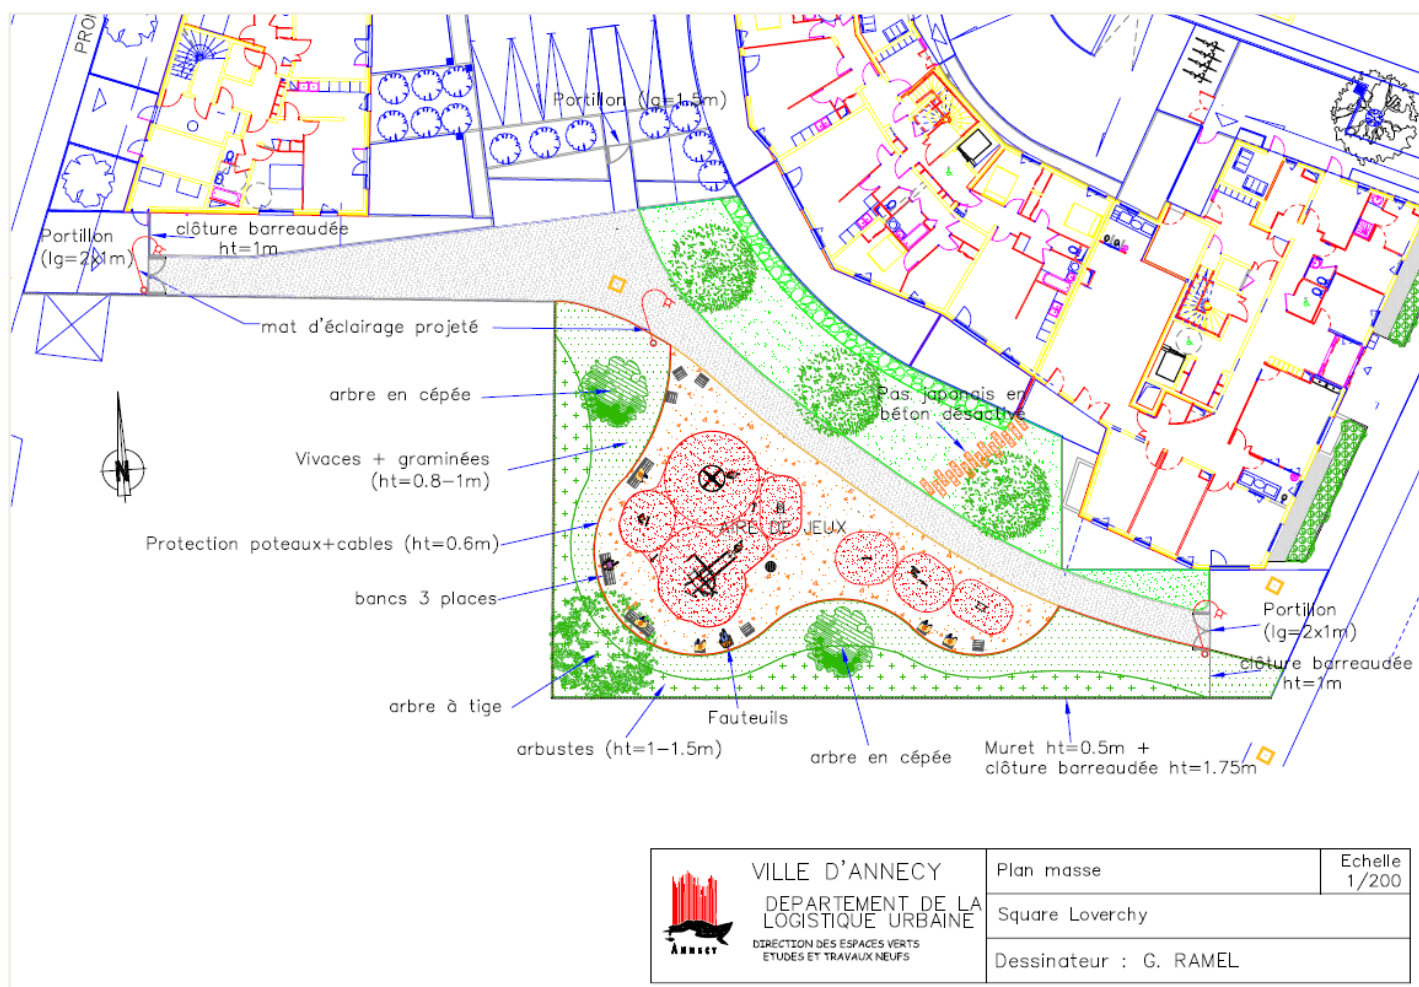 PROI
Portillon (lg=1.5m)
clôture barreaudée
ht=1m
Portillon
(lg=2x1m)
mat d'éclairage projeté
arbre en cépée
Pas japonais en
béton désactivé
Vivaces + graminées
(ht=0.8-1m)
N
AIRE DE JEUX
Protection poteaux+cables (ht=0.6m)
bancs 3 places
Portillon
(lg=2x1m)
clôture barreaudée
ht=1m
arbre à tige
Fauteuils
arbustes (ht=1-1.5m)
arbre en cépée
Muret ht=0.5m +
clôture barreaudée ht=1.75m
VILLE D'ANNECY
DEPARTEMENT DE LA
LOGISTIQUE URBAINE
DIRECTION DES ESPACES VERTS
ETUDES ET TRAVAUX NEUFS
ANNECY
Plan masse
Echelle
1/200
Square Loverchy
Dessinateur : G. RAMEL